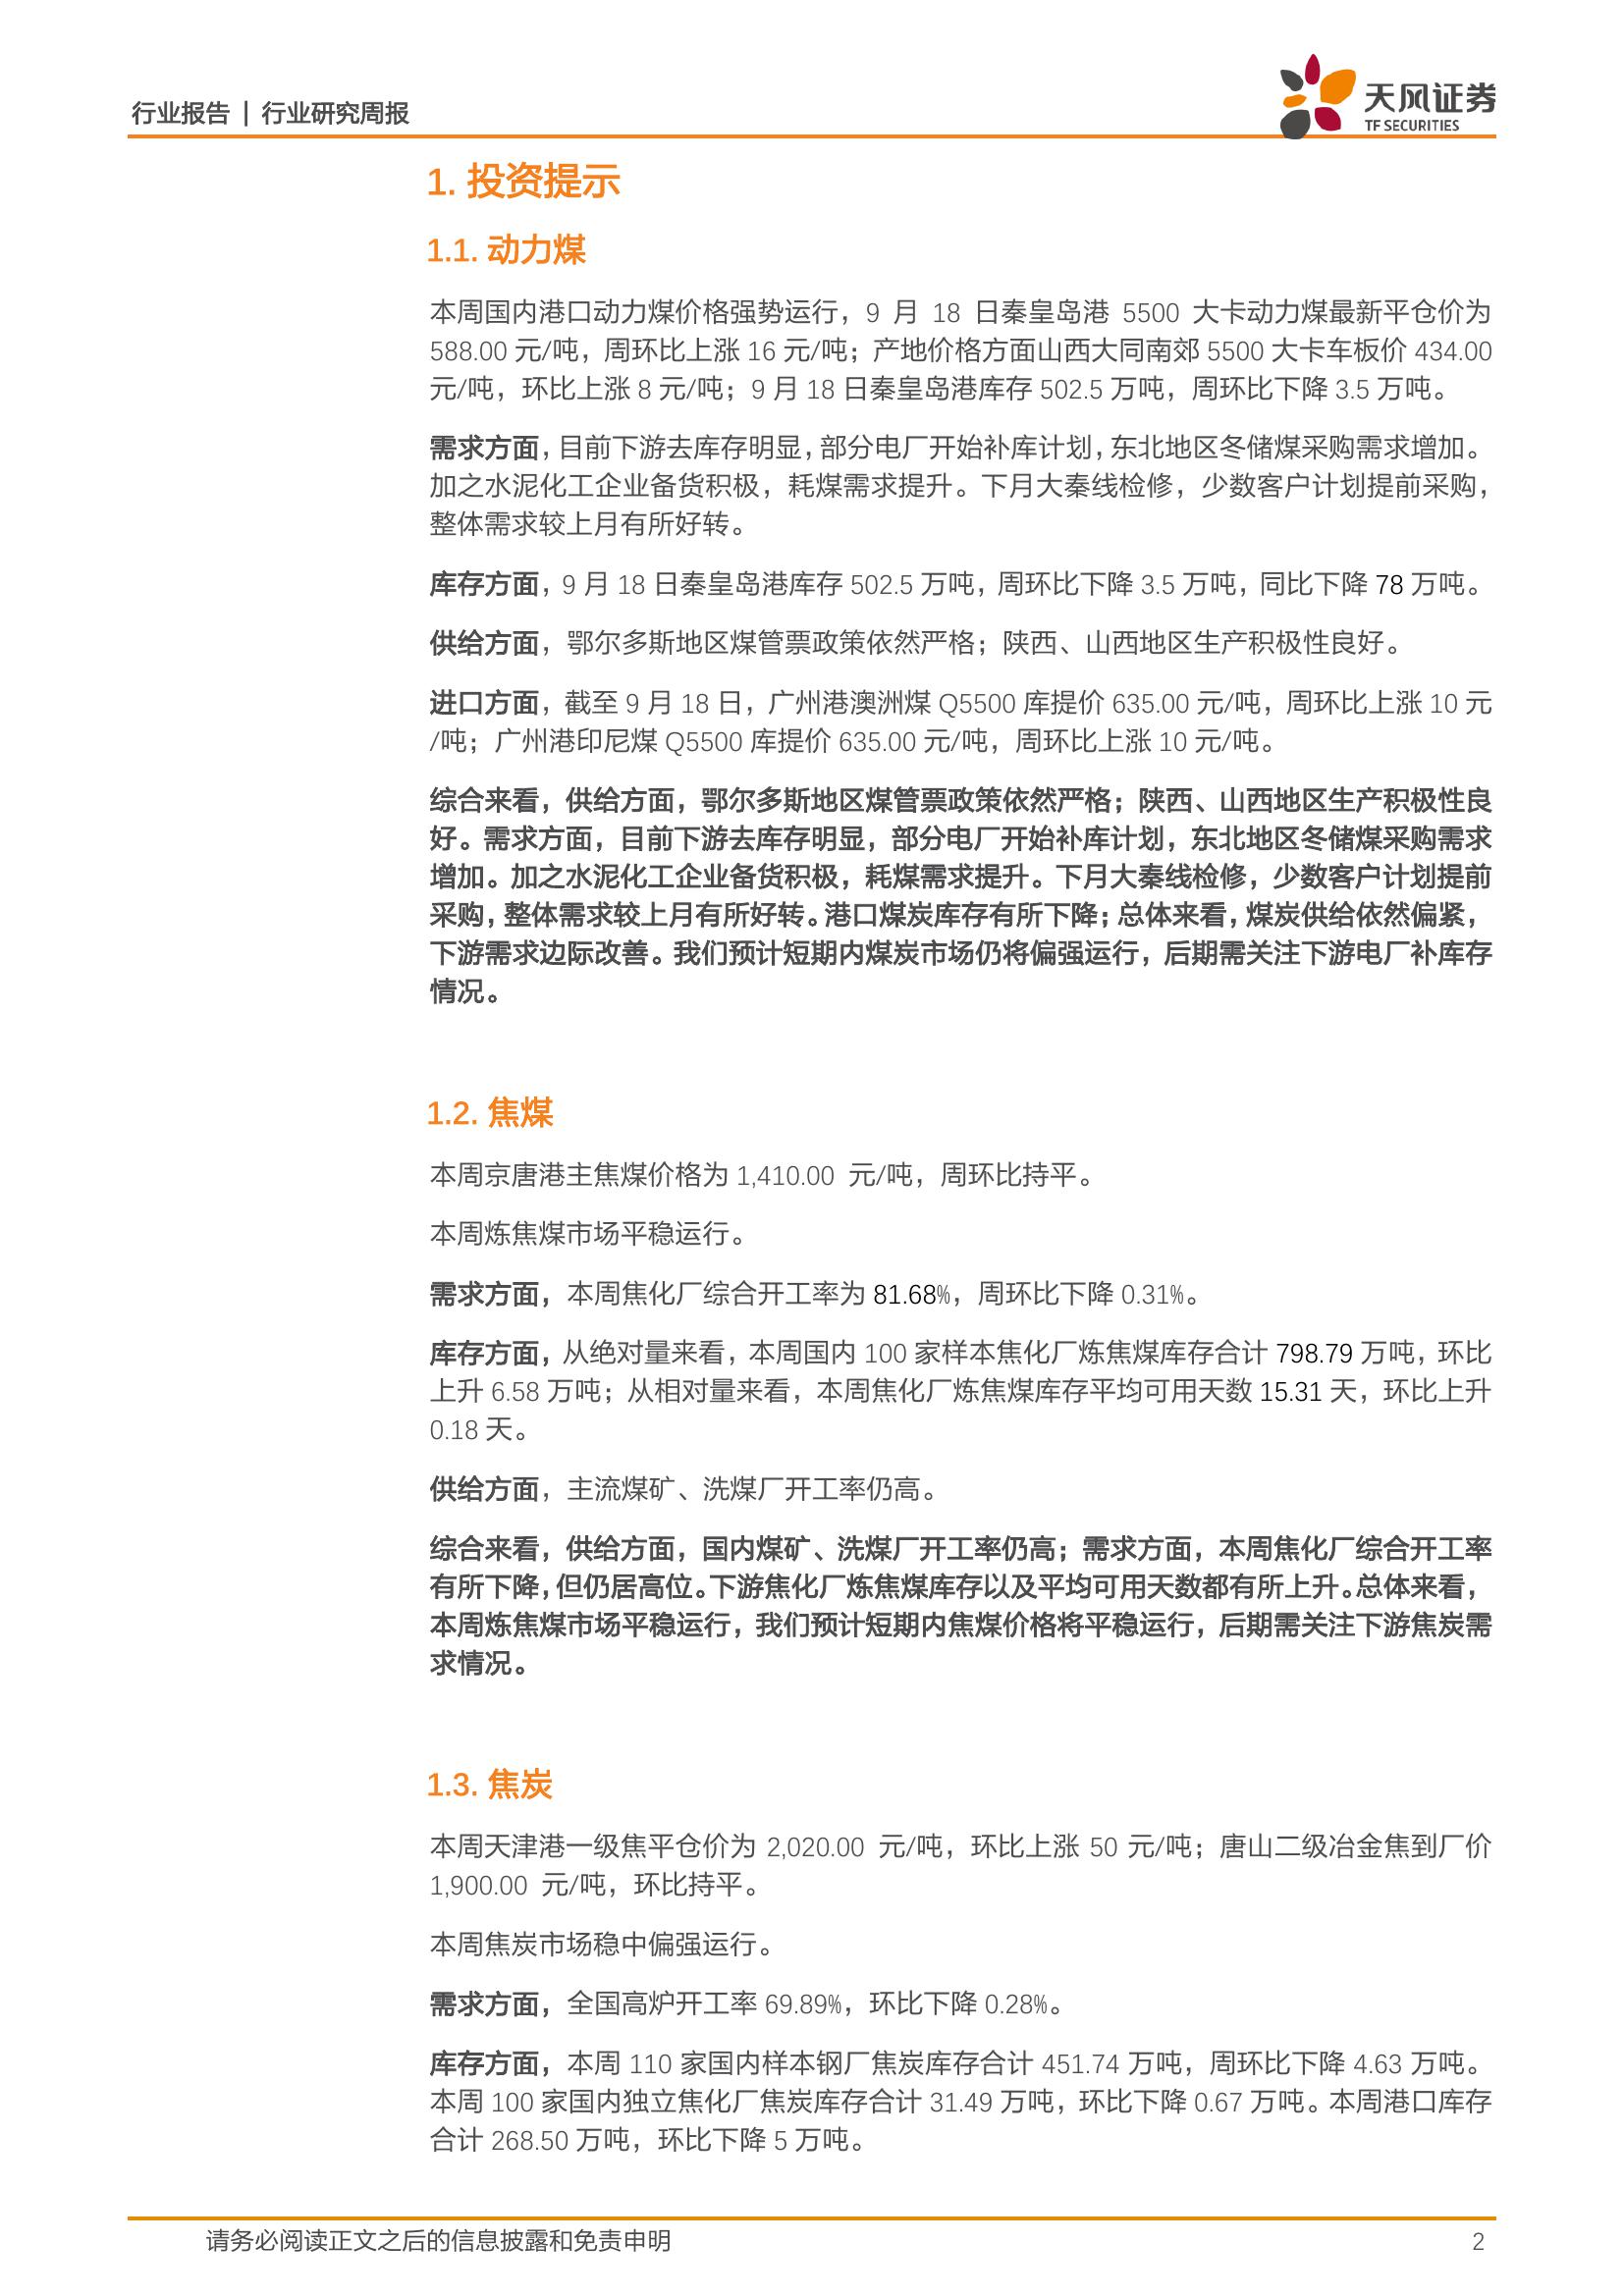 行业报告 | 行业研究周报
天风证券
TF SECURITIES
1. 投资提示
1.1. 动力煤
本周国内港口动力煤价格强势运行，9 月 18 日秦皇岛港 5500 大卡动力煤最新平仓价为
588.00 元/吨，周环比上涨 16 元/吨；产地价格方面山西大同南郊 5500 大卡车板价 434.00
元/吨，环比上涨 8 元/吨；9 月 18 日秦皇岛港库存 502.5 万吨，周环比下降 3.5 万吨。
需求方面，目前下游去库存明显，部分电厂开始补库计划，东北地区冬储煤采购需求增加。
加之水泥化工企业备货积极，耗煤需求提升。下月大秦线检修，少数客户计划提前采购，
整体需求较上月有所好转。
库存方面，9 月 18 日秦皇岛港库存 502.5 万吨，周环比下降 3.5 万吨，同比下降 78 万吨。
供给方面，鄂尔多斯地区煤管票政策依然严格；陕西、山西地区生产积极性良好。
进口方面，截至 9 月 18 日，广州港澳洲煤 Q5500 库提价 635.00 元/吨，周环比上涨 10 元
/吨；广州港印尼煤 Q5500 库提价 635.00 元/吨，周环比上涨 10 元/吨。
综合来看，供给方面，鄂尔多斯地区煤管票政策依然严格；陕西、山西地区生产积极性良
好。需求方面，目前下游去库存明显，部分电厂开始补库计划，东北地区冬储煤采购需求
增加。加之水泥化工企业备货积极，耗煤需求提升。下月大秦线检修，少数客户计划提前
采购，整体需求较上月有所好转。港口煤炭库存有所下降；总体来看，煤炭供给依然偏紧，
下游需求边际改善。我们预计短期内煤炭市场仍将偏强运行，后期需关注下游电厂补库存
情况。
1.2. 焦煤
本周京唐港主焦煤价格为 1,410.00 元/吨，周环比持平。
本周炼焦煤市场平稳运行。
需求方面，本周焦化厂综合开工率为 81.68%，周环比下降 0.31%。
库存方面，从绝对量来看，本周国内 100 家样本焦化厂炼焦煤库存合计 798.79 万吨，环比
上升 6.58 万吨；从相对量来看，本周焦化厂炼焦煤库存平均可用天数 15.31 天，环比上升
0.18 天。
供给方面，主流煤矿、洗煤厂开工率仍高。
综合来看，供给方面，国内煤矿、洗煤厂开工率仍高；需求方面，本周焦化厂综合开工率
有所下降，但仍居高位。下游焦化厂炼焦煤库存以及平均可用天数都有所上升。总体来看，
本周炼焦煤市场平稳运行，我们预计短期内焦煤价格将平稳运行，后期需关注下游焦炭需
求情况。
1.3. 焦炭
本周天津港一级焦平仓价为 2,020.00 元/吨，环比上涨 50 元/吨；唐山二级冶金焦到厂价
1,900.00 元/吨，环比持平。
本周焦炭市场稳中偏强运行。
需求方面，全国高炉开工率 69.89%，环比下降 0.28%。
库存方面，本周 110 家国内样本钢厂焦炭库存合计 451.74 万吨，周环比下降 4.63 万吨。
本周 100 家国内独立焦化厂焦炭库存合计 31.49 万吨，环比下降 0.67 万吨。本周港口库存
合计 268.50 万吨，环比下降 5 万吨。
请务必阅读正文之后的信息披露和免责申明
2